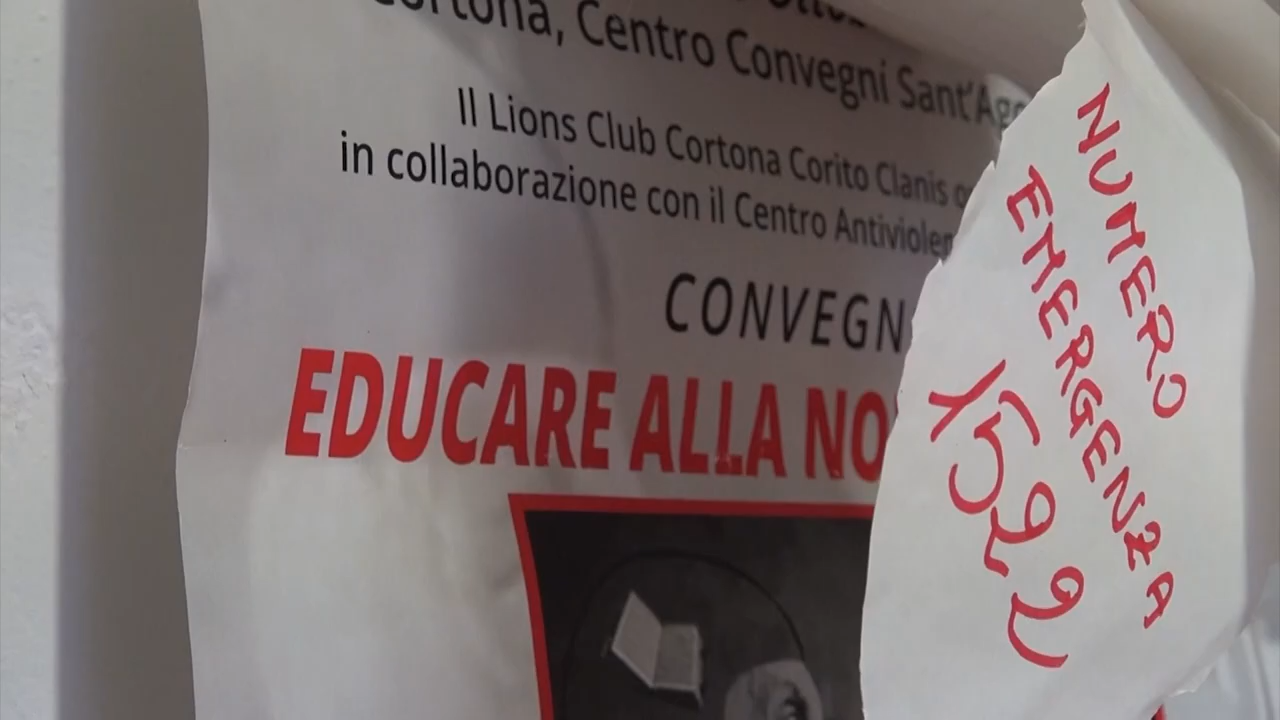 Cortona, Centro Convegni Sant'Ago
Il Lions Club Cortona Corito Clanis
in collaborazione con il Centro Antiviolen
CONVEGN
EDUCARE ALLA NO
NUMERO
EMERGENZA
1522